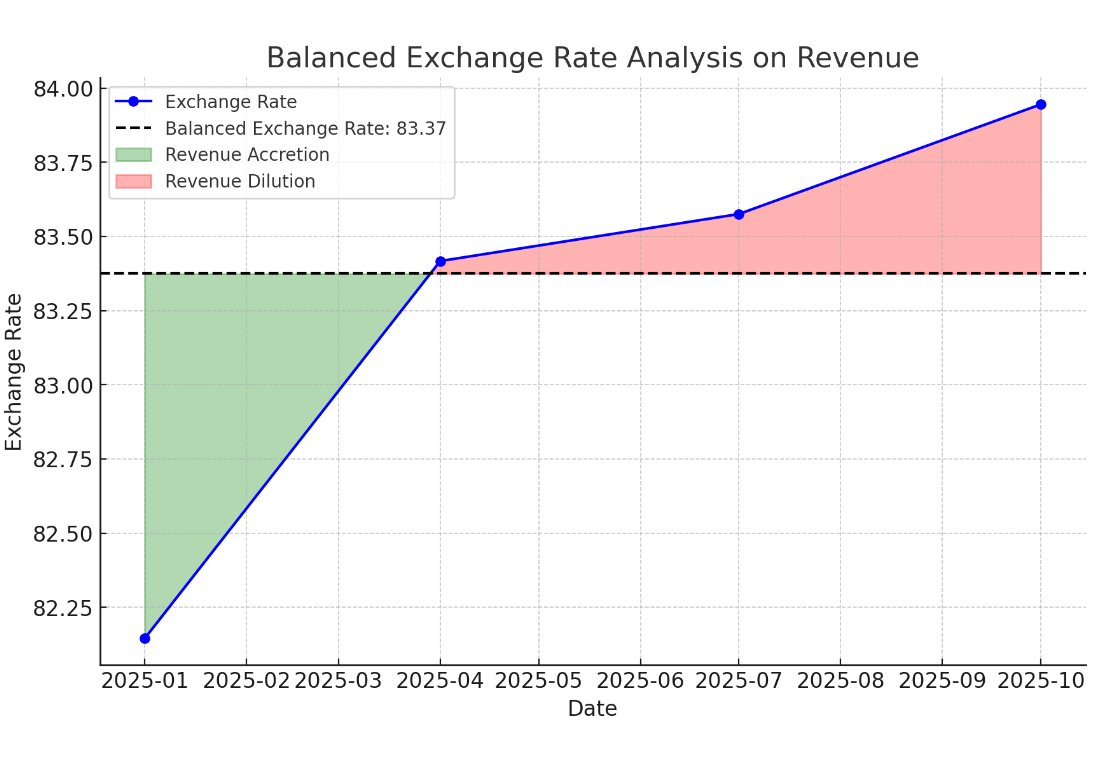 Balanced Exchange Rate Analysis on Revenue
Exchange Rate
Balanced Exchange Rate: 83.37
Revenue Accretion
Revenue Dilution
84.00
83.75
83.50
83.25
83.00
82.75
82.50
82.25
Exchange Rate
2025-01 2025-02 2025-03 2025-04 2025-05 2025-06 2025-07 2025-08 2025-09 2025-10
Date